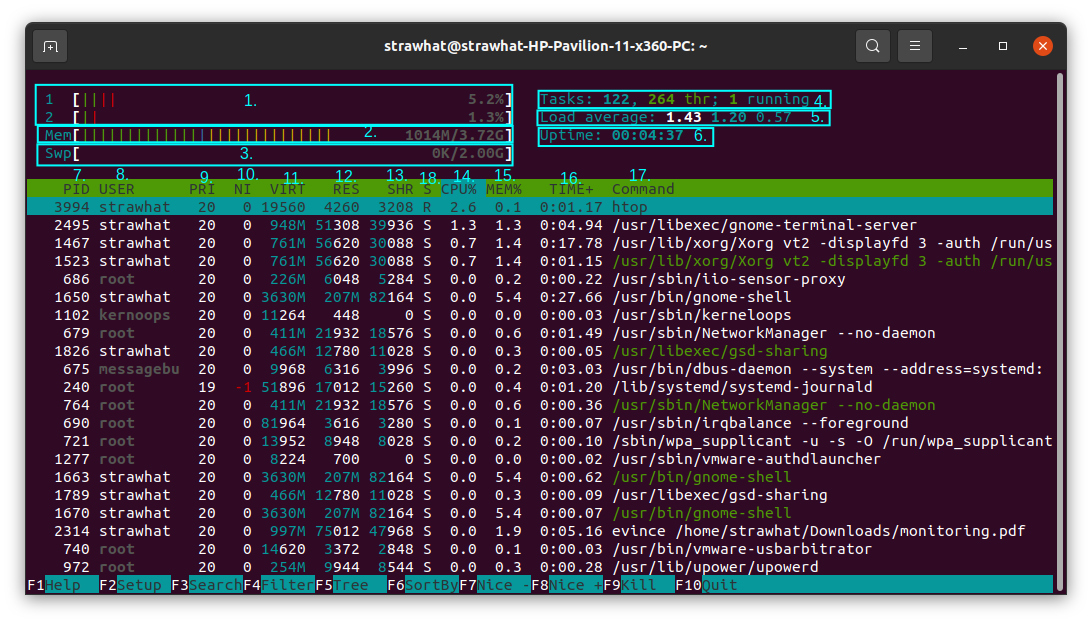 strawhat@strawhat-HP-Pavilion-11-x360-PC: ~
1 [|||| 1. 5.2%] Tasks: 122, 264 thr; 1 running 4.
2 [|| 1.3%] Load average: 1.43 1.20 0.57 5.
Mem[||||||||||||||||||||||||||||| 2. 1014M/3.72G] Uptime: 00:04:37 6.
Swp[ 3. 0K/2.00G]
7. 8. 9. 10. 11. 12. 13. 18. 14. 15. 16. 17.
PID USER PRI NI VIRT RES SHR S CPU% MEM% TIME+ Command
3994 strawhat 20 0 19560 4260 3208 R 2.6 0.1 0:01.17 htop
2495 strawhat 20 0 948M 51308 39936 S 1.3 1.3 0:04.94 /usr/libexec/gnome-terminal-server
1467 strawhat 20 0 761M 56620 30088 S 0.7 1.4 0:17.78 /usr/lib/xorg/Xorg vt2 -displayfd 3 -auth /run/us
1523 strawhat 20 0 761M 56620 30088 S 0.7 1.4 0:01.15 /usr/lib/xorg/Xorg vt2 -displayfd 3 -auth /run/us
686 root 20 0 226M 6048 5284 S 0.0 0.2 0:00.22 /usr/sbin/iio-sensor-proxy
1650 strawhat 20 0 3630M 207M 82164 S 0.0 5.4 0:27.66 /usr/bin/gnome-shell
1102 kernoops 20 0 11264 448 0 S 0.0 0.0 0:00.03 /usr/sbin/kerneloops
679 root 20 0 411M 21932 18576 S 0.0 0.6 0:01.49 /usr/sbin/NetworkManager --no-daemon
1826 strawhat 20 0 466M 12780 11028 S 0.0 0.3 0:00.05 /usr/libexec/gsd-sharing
675 messagebu 20 0 9968 6316 3996 S 0.0 0.2 0:03.03 /usr/bin/dbus-daemon --system --address=systemd:
240 root 19 -1 51896 17012 15260 S 0.0 0.4 0:01.20 /lib/systemd/systemd-journald
764 root 20 0 411M 21932 18576 S 0.0 0.6 0:00.36 /usr/sbin/NetworkManager --no-daemon
690 root 20 0 81964 3616 3280 S 0.0 0.1 0:00.07 /usr/sbin/irqbalance --foreground
721 root 20 0 13952 8948 8028 S 0.0 0.2 0:00.10 /sbin/wpa_supplicant -u -s -O /run/wpa_supplicant
1277 root 20 0 8224 700 0 S 0.0 0.0 0:00.02 /usr/sbin/vmware-authdlauncher
1663 strawhat 20 0 3630M 207M 82164 S 0.0 5.4 0:00.62 /usr/bin/gnome-shell
1789 strawhat 20 0 466M 12780 11028 S 0.0 0.3 0:00.09 /usr/libexec/gsd-sharing
1670 strawhat 20 0 3630M 207M 82164 S 0.0 5.4 0:00.07 /usr/bin/gnome-shell
2314 strawhat 20 0 997M 75012 47968 S 0.0 1.9 0:05.16 evince /home/strawhat/Downloads/monitoring.pdf
740 root 20 0 14620 3372 2848 S 0.0 0.1 0:00.03 /usr/bin/vmware-usbarbitrator
972 root 20 0 254M 9944 8544 S 0.0 0.3 0:00.28 /usr/lib/upower/upowerd
F1Help F2Setup F3SearchF4FilterF5Tree F6SortByF7Nice -F8Nice +F9Kill F10Quit